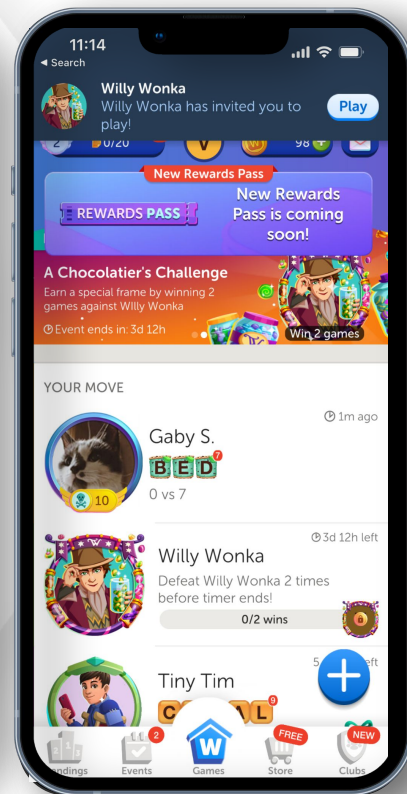 11:14
Search
Willy Wonka
Willy Wonka has invited you to
play!
Play
0/20
98
New Rewards Pass
REWARDS PASS
New Rewards
Pass is coming
soon!
A Chocolatier's Challenge
Earn a special frame by winning 2
games against WIlly Wonka
Event ends in: 3d 12h
Win 2 games
YOUR MOVE
1m ago
Gaby S.
BED
7
10
0 vs 7
3d 12h left
Willy Wonka
Defeat Willy Wonka 2 times
before timer ends!
0/2 wins
Tiny Tim
9
2
FREE
NEW
W
Events
Games
Store
Clubs